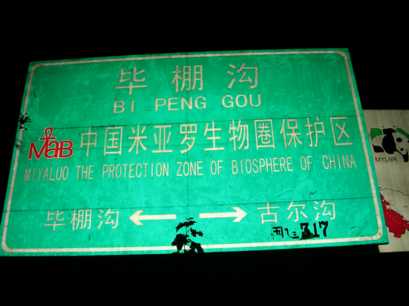 毕棚沟
BI PENG GOU
MaB 中国米亚罗生物圈保护区
MIYALUO THE PROTECTION ZONE OF BIOSPHERE OF CHINA
毕棚沟 ← → 古尔沟
317